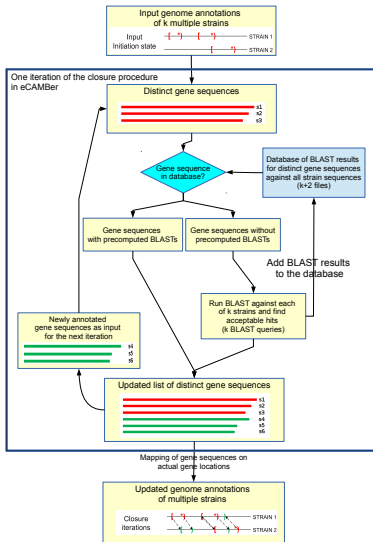 Input genome annotations
of k multiple strains
Input
Initiation state
STRAIN 1
STRAIN 2
One iteration of the closure procedure
in eCAMBer
Distinct gene sequences
s1
s2
s3
Gene sequence
in database?
Database of BLAST results
for distinct gene sequences
against all strain sequences
(k+2 files)
Gene sequences
with precomputed BLASTs
Gene sequences without
precomputed BLASTs
Add BLAST results
to the database
Run BLAST against each
of k strains and find
acceptable hits
(k BLAST queries)
Newly annotated
gene sequences as input
for the next iteration
s4
s5
s6
Updated list of distinct gene sequences
s1
s2
s3
s4
s5
s6
Mapping of gene sequences on
actual gene locations
Updated genome annotations
of multiple strains
Closure
iterations
STRAIN 1
STRAIN 2